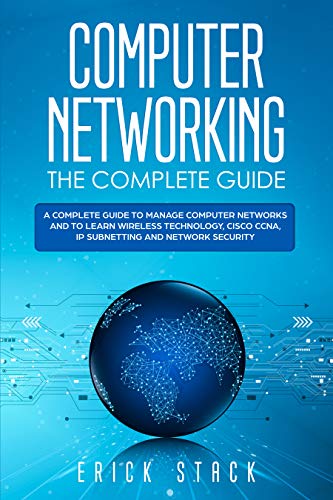 COMPUTER
NETWORKING
THE COMPLETE GUIDE
A COMPLETE GUIDE TO MANAGE COMPUTER NETWORKS
AND TO LEARN WIRELESS TECHNOLOGY, CISCO CCNA,
IP SUBNETTING AND NETWORK SECURITY
ERICK STACK